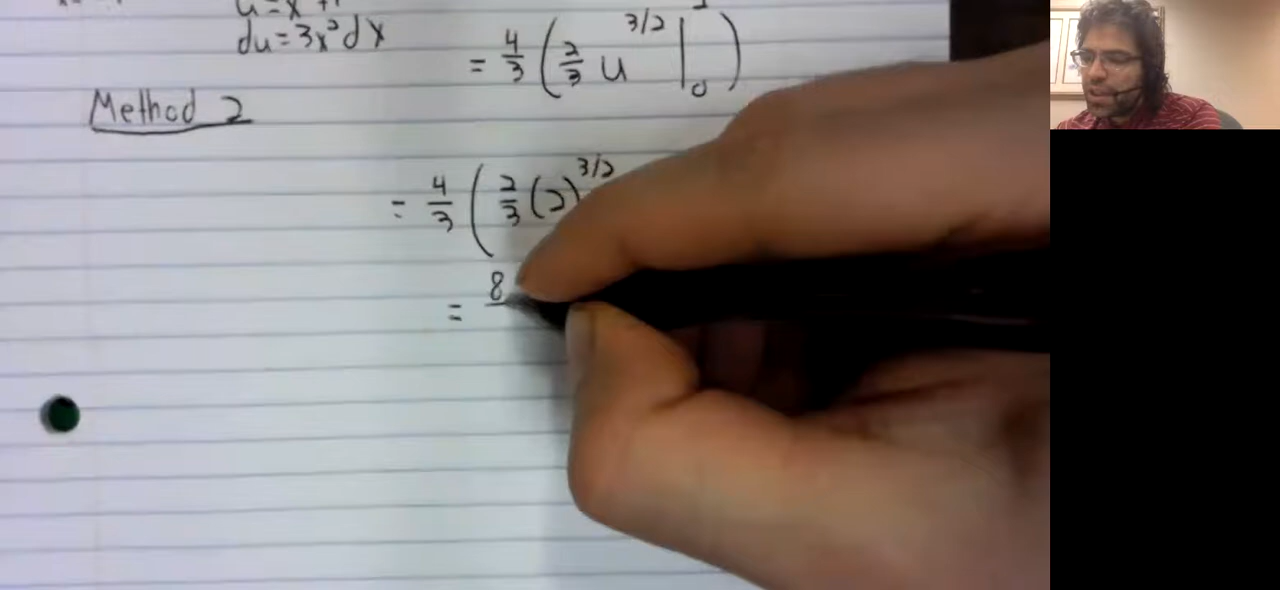 du = 3x²dx
= 4/3 ( 2/3 u^3/2 |₀ )
Method 2
= 4/3 ( 2/3 (2)^3/2
= 8